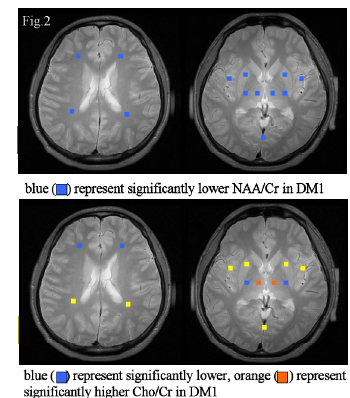 Fig.2
blue (■) represent significantly lower NAA/Cr in DM1
blue (■) represent significantly lower, orange (■) represent
significantly higher Cho/Cr in DM1